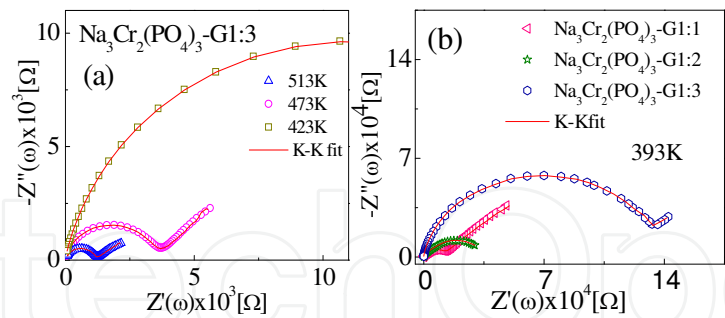 Na₃Cr₂(PO₄)₃-G1:3
(a)
513K
473K
423K
K-K fit
-Z''(ω)x10³[Ω]
10
5
0
0
5
10
Z'(ω)x10³[Ω]
(b)
Na₃Cr₂(PO₄)₃-G1:1
Na₃Cr₂(PO₄)₃-G1:2
Na₃Cr₂(PO₄)₃-G1:3
K-Kfit
393K
-Z''(ω)x10⁴[Ω]
14
7
0
0
7
14
Z'(ω)x10⁴[Ω]